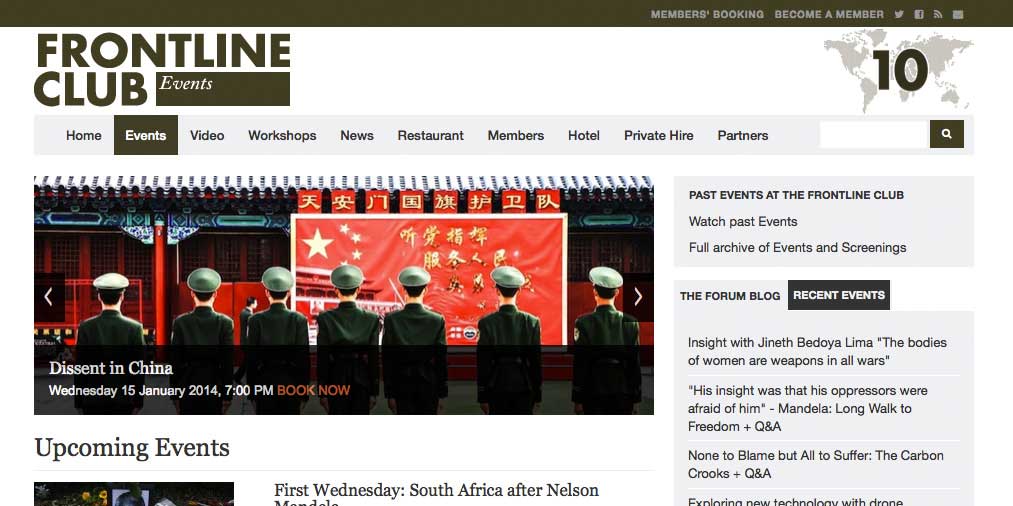 MEMBERS' BOOKING BECOME A MEMBER
FRONTLINE
CLUB Events
10
Home Events Video Workshops News Restaurant Members Hotel Private Hire Partners
天安门国旗护卫队
听党指挥
服务人民
Dissent in China
Wednesday 15 January 2014, 7:00 PM BOOK NOW
Upcoming Events
First Wednesday: South Africa after Nelson
Mandela
PAST EVENTS AT THE FRONTLINE CLUB
Watch past Events
Full archive of Events and Screenings
THE FORUM BLOG RECENT EVENTS
Insight with Jineth Bedoya Lima "The bodies
of women are weapons in all wars"
"His insight was that his oppressors were
afraid of him" - Mandela: Long Walk to
Freedom + Q&A
None to Blame but All to Suffer: The Carbon
Crooks + Q&A
Exploring new technology with drone